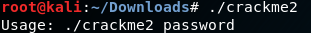 root@kali:~/Downloads# ./crackme2
Usage: ./crackme2 password